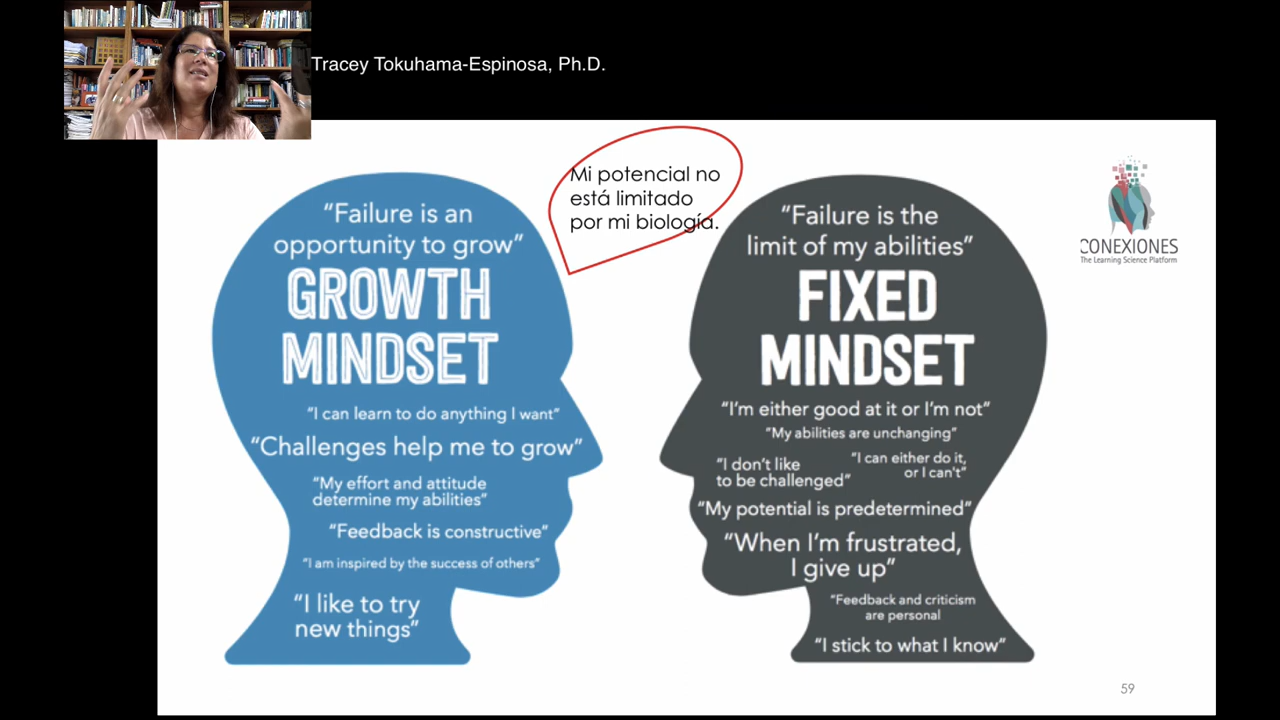 Tracey Tokuhama-Espinosa, Ph.D.
Mi potencial no
está limitado
por mi biología.
CONEXIONES
The Learning Science Platform
“Failure is an
opportunity to grow”
GROWTH
MINDSET
“I can learn to do anything I want”
“Challenges help me to grow”
“My effort and attitude
determine my abilities”
“Feedback is constructive”
“I am inspired by the success of others”
“I like to try
new things”
“Failure is the
limit of my abilities”
FIXED
MINDSET
“I’m either good at it or I’m not”
“My abilities are unchanging”
“I don’t like
to be challenged”
“I can either do it,
or I can't”
“My potential is predetermined”
“When I’m frustrated,
I give up”
“Feedback and criticism
are personal
“I stick to what I know”
59